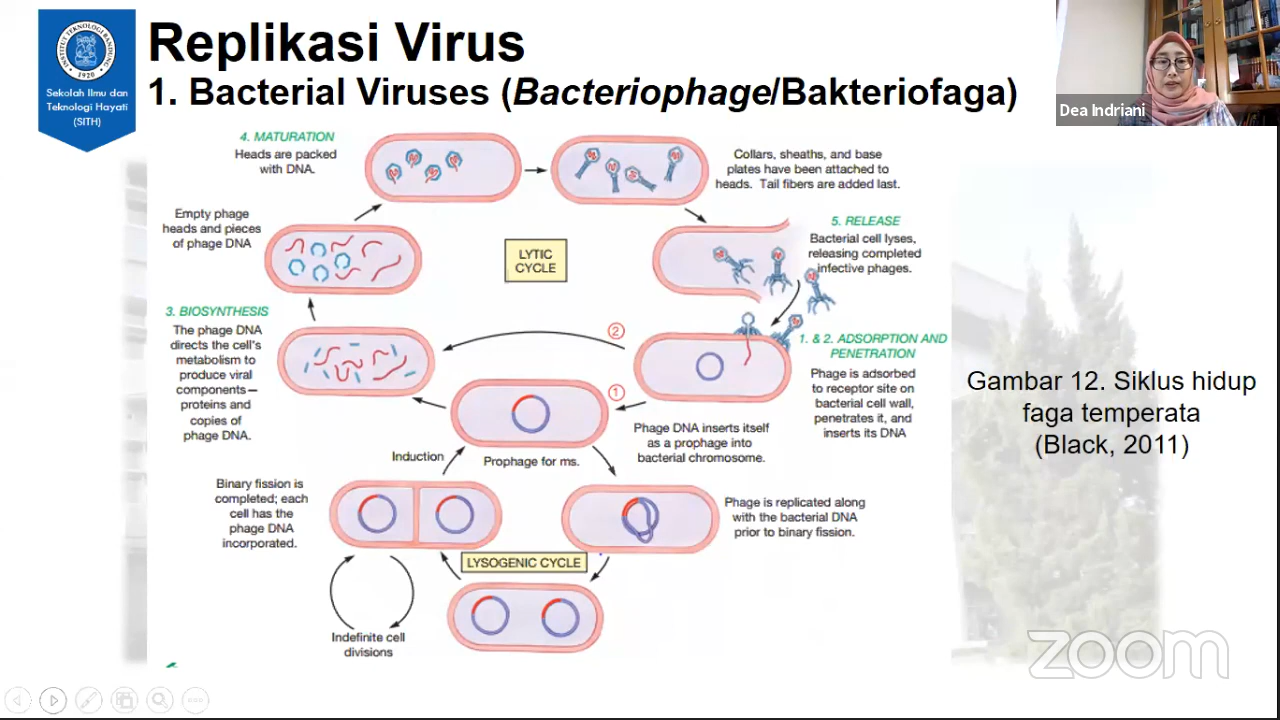 Replikasi Virus
1. Bacterial Viruses (Bacteriophage/Bakteriofaga)
INSTITUT TEKNOLOGI BANDUNG
1920
Sekolah Ilmu dan
Teknologi Hayati
(SITH)
Dea Indriani
4. MATURATION
Heads are packed
with DNA.
Collars, sheaths, and base
plates have been attached to
heads. Tail fibers are added last.
Empty phage
heads and pieces
of phage DNA
LYTIC
CYCLE
5. RELEASE
Bacterial cell lyses,
releasing completed
infective phages.
3. BIOSYNTHESIS
The phage DNA
directs the cell's
metabolism to
produce viral
components—
proteins and
copies of
phage DNA.
2
1
1. & 2. ADSORPTION AND
PENETRATION
Phage is adsorbed
to receptor site on
bacterial cell wall,
penetrates it, and
inserts its DNA
Phage DNA inserts itself
as a prophage into
bacterial chromosome.
Induction
Prophage for ms.
Binary fission is
completed; each
cell has the
phage DNA
incorporated.
Phage is replicated along
with the bacterial DNA
prior to binary fission.
LYSOGENIC CYCLE
Indefinite cell
divisions
Gambar 12. Siklus hidup
faga temperata
(Black, 2011)
zoom